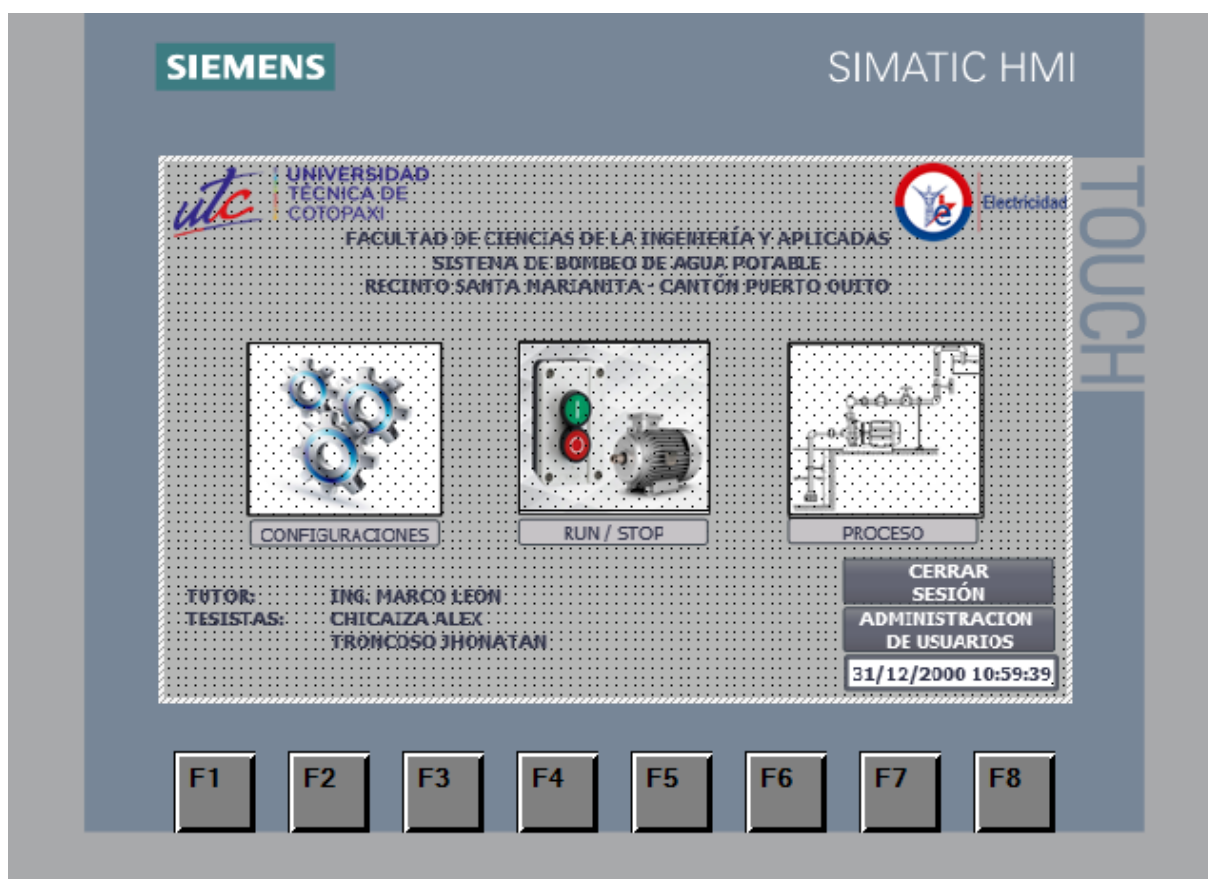 SIEMENS
SIMATIC HMI
TOUCH
utc
UNIVERSIDAD
TÉCNICA DE
COTOPAXI
e
Electricidad
FACULTAD DE CIENCIAS DE LA INGENIERÍA Y APLICADAS
SISTEMA DE BOMBEO DE AGUA POTABLE
RECINTO SANTA MARIANITA - CANTÓN PUERTO QUITO
CONFIGURACIONES
RUN / STOP
PROCESO
TUTOR: ING. MARCO LEÓN
TESISTAS: CHICAIZA ALEX
TRONCOSO JHONATAN
CERRAR
SESIÓN
ADMINISTRACION
DE USUARIOS
31/12/2000 10:59:39
F1 F2 F3 F4 F5 F6 F7 F8